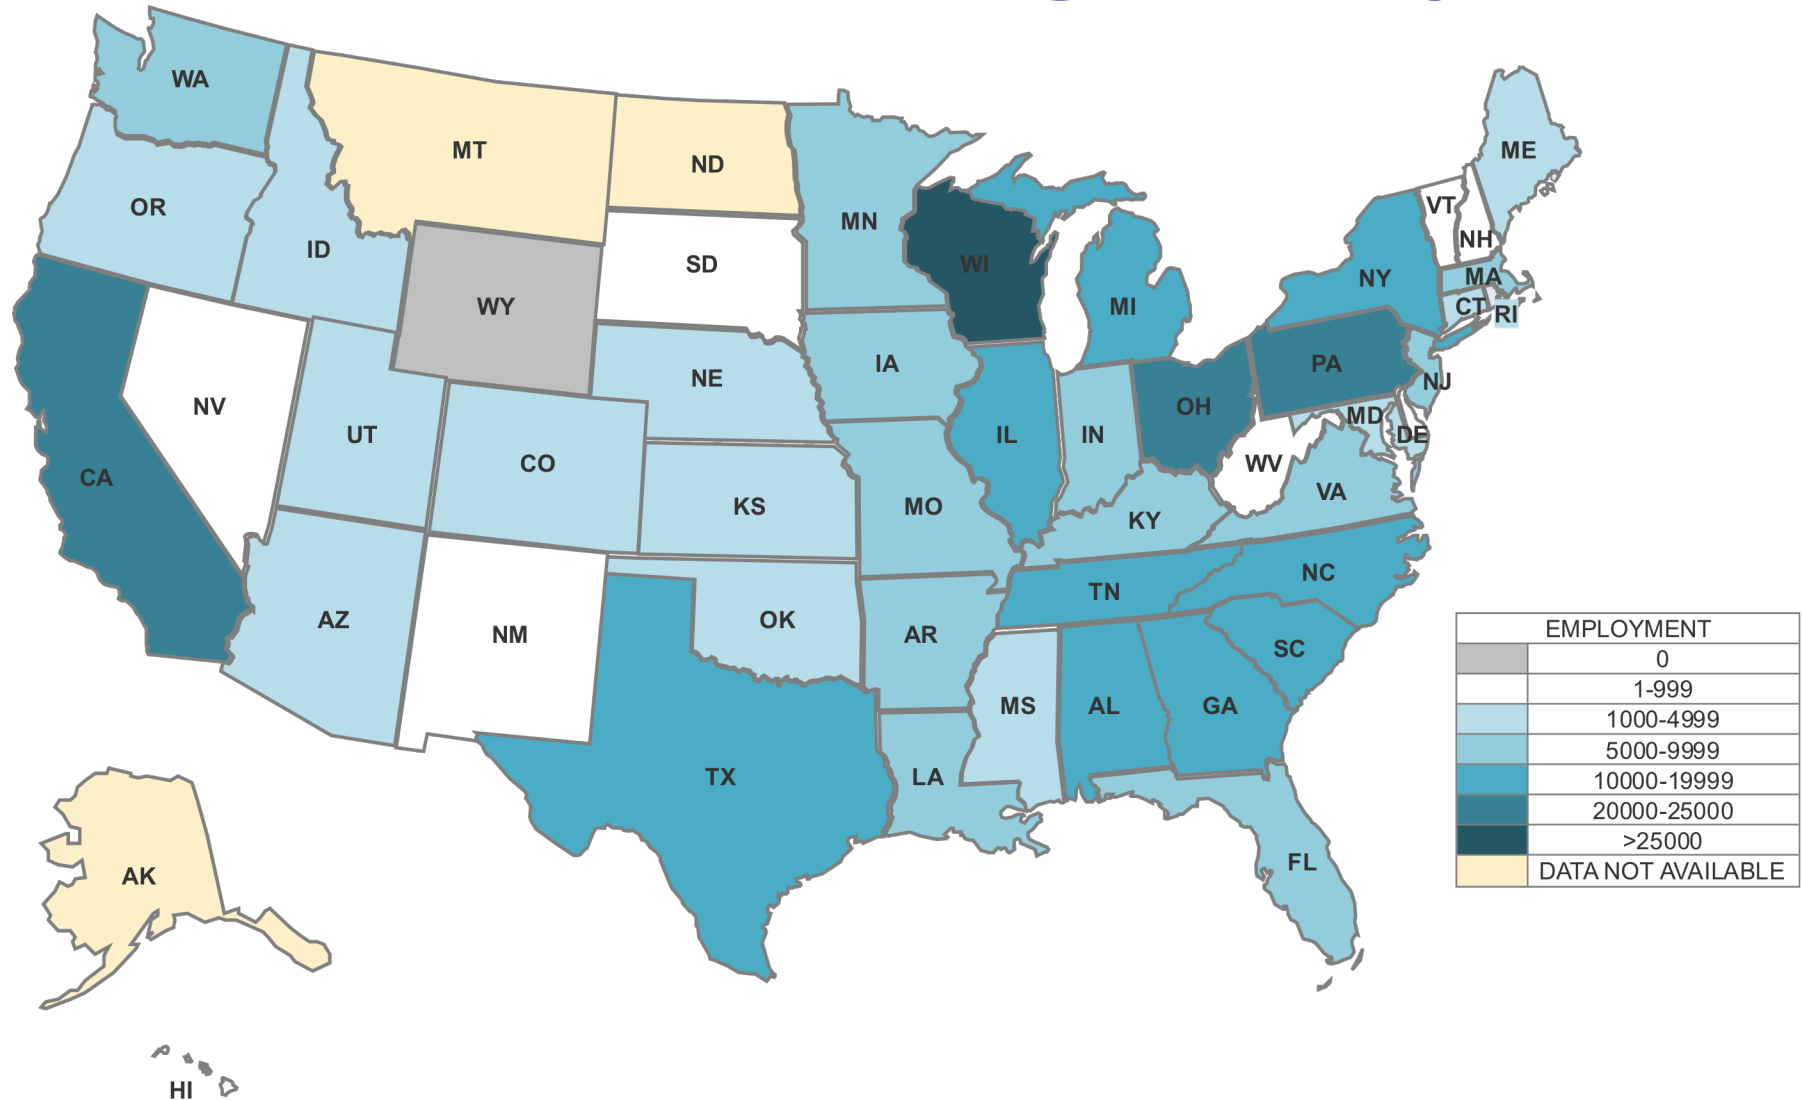 WA
MT
ND
ME
OR
MN
VT
ID
NH
SD
WI
NY
MA
WY
MI
CT
RI
IA
PA
NE
NJ
NV
OH
MD
UT
IL
IN
DE
CO
WV
CA
VA
KS
MO
KY
NC
TN
AZ
OK
NM
AR
SC
MS
AL
GA
TX
LA
FL
AK
HI
EMPLOYMENT
0
1-999
1000-4999
5000-9999
10000-19999
20000-25000
>25000
DATA NOT AVAILABLE